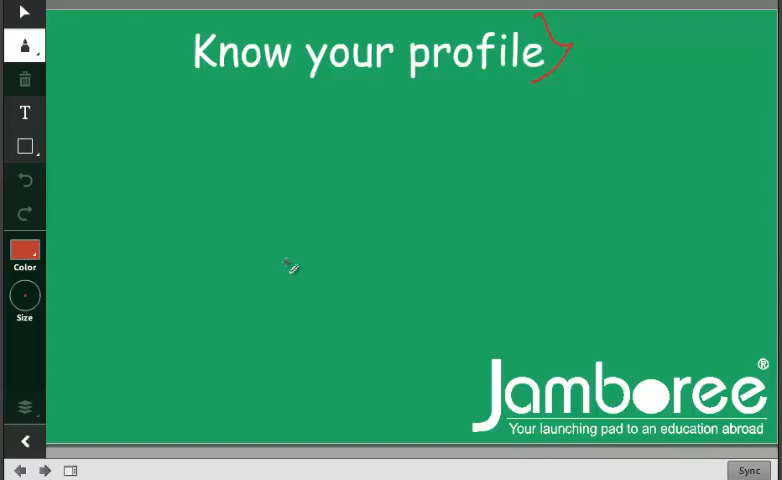 Know your profile
T
Color
Size
Jamboree®
Your launching pad to an education abroad
Sync